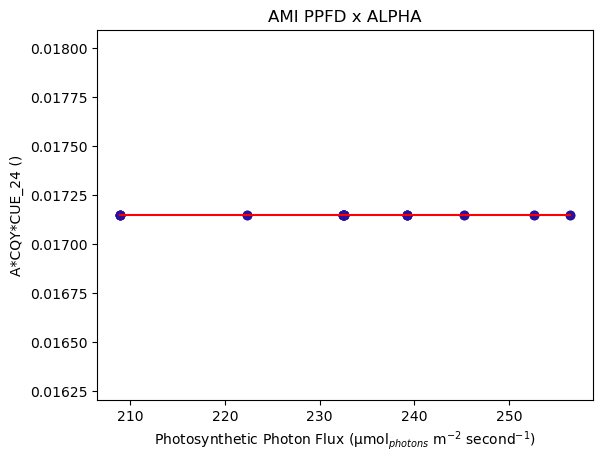 AMI PPFD x ALPHA
0.01800
0.01775
0.01750
0.01725
0.01700
0.01675
0.01650
0.01625
A*CQY*CUE_24 ()
210 220 230 240 250
Photosynthetic Photon Flux (μmol$_{photons}$ m$^{-2}$ second$^{-1}$)